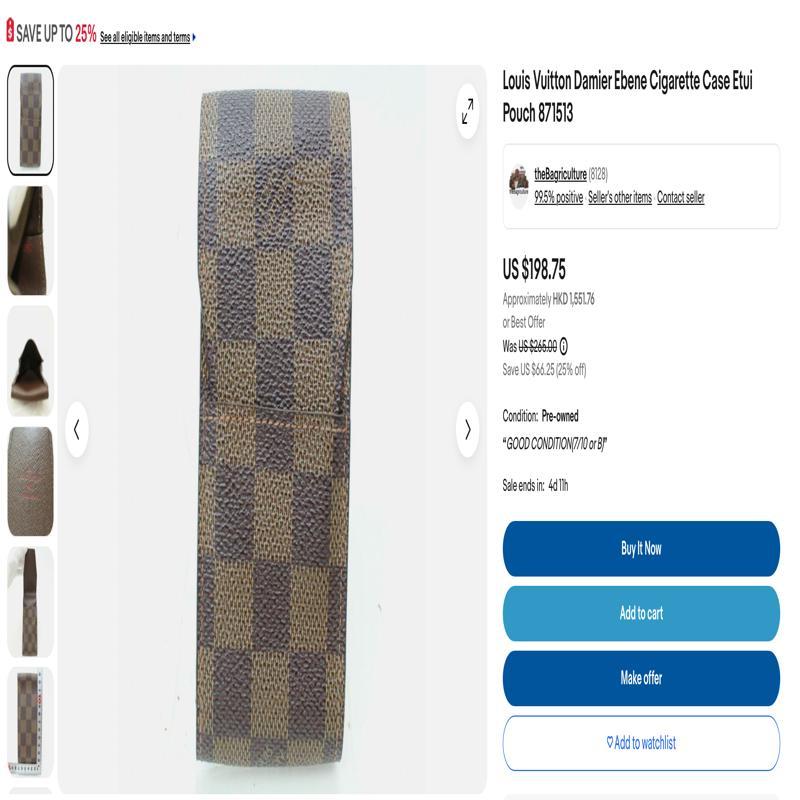 SAVE UP TO 25% See all eligible items and terms
Louis Vuitton Damier Ebene Cigarette Case Etui
Pouch 871513
theBagriculture (8128)
99.5% positive · Seller's other items · Contact seller
US $198.75
Approximately HKD 1,551.76
or Best Offer
Was US $265.00
Save US $66.25 (25% off)
Condition: Pre-owned
“GOOD CONDITION(7/10 or B)”
Sale ends in: 4d 11h
Buy It Now
Add to cart
Make offer
Add to watchlist